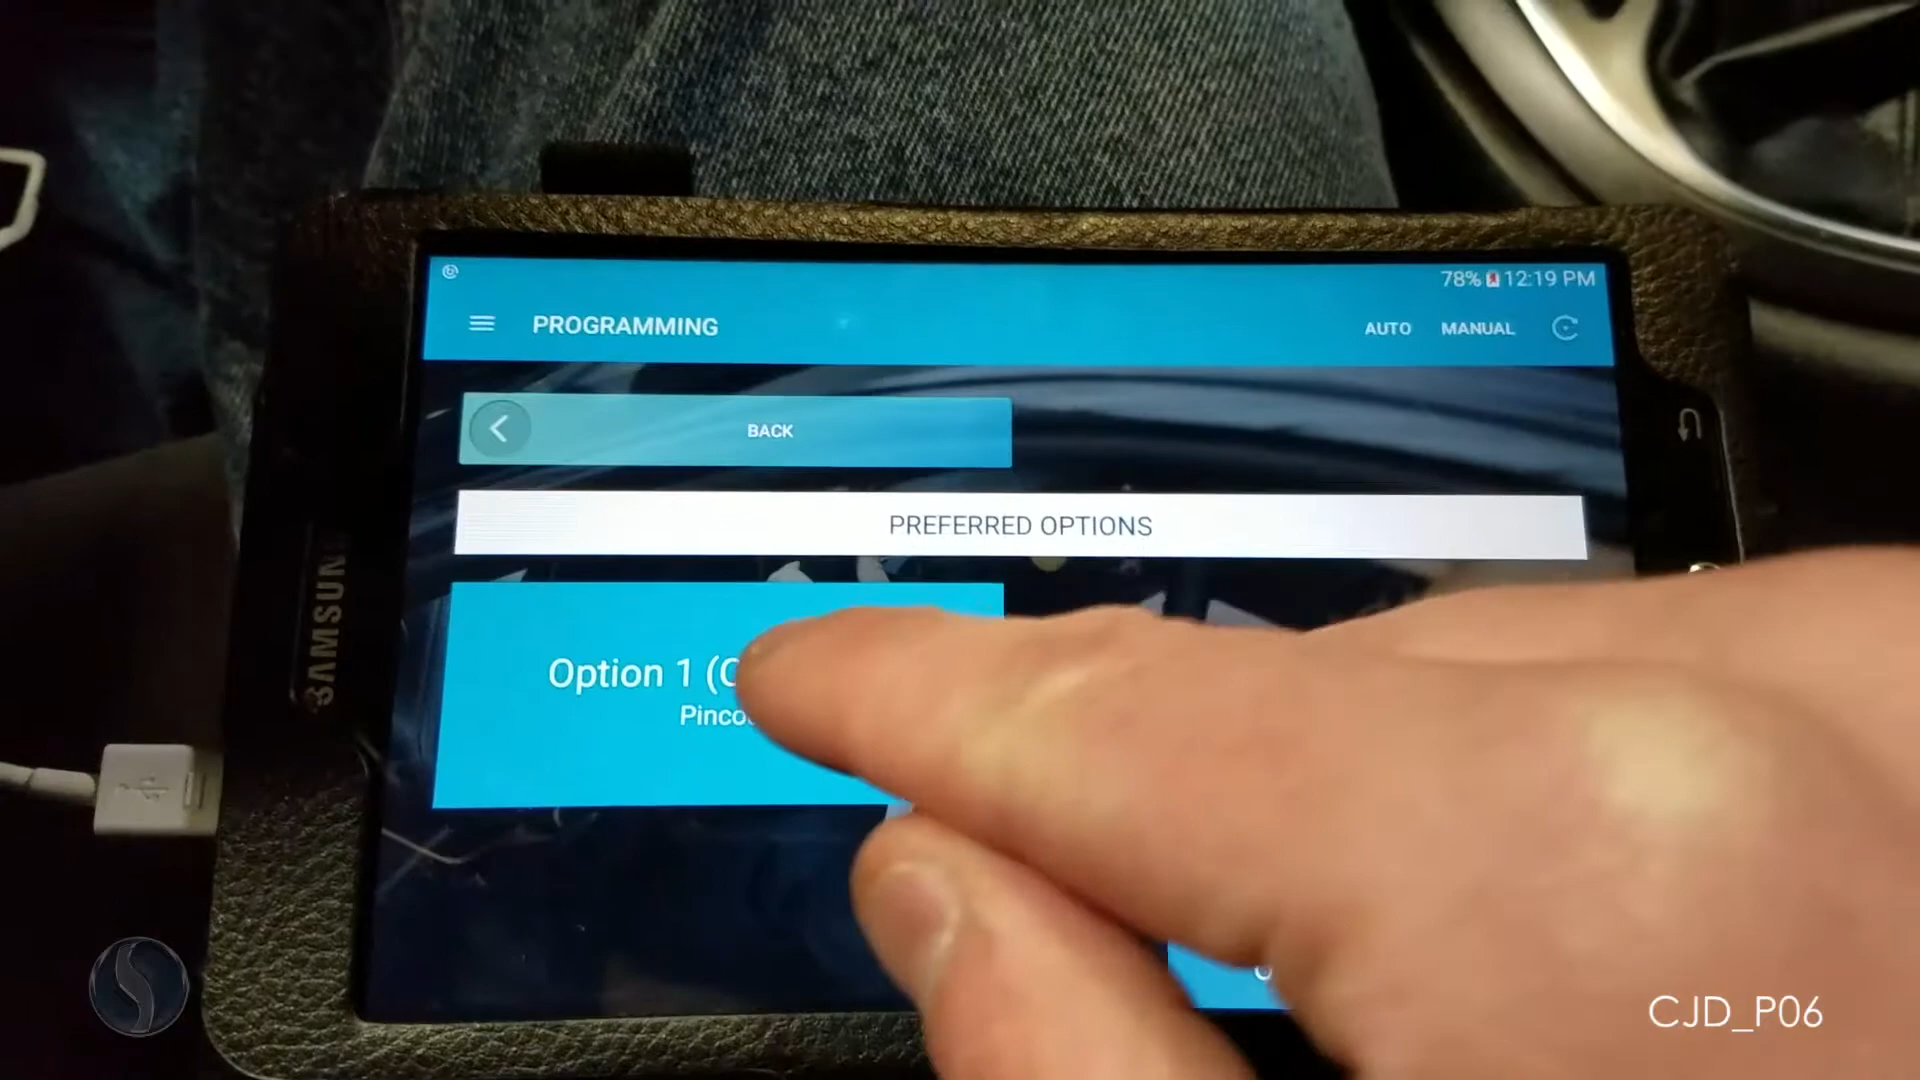 78% 12:19 PM
PROGRAMMING
AUTO MANUAL
BACK
PREFERRED OPTIONS
Option 1 (
SAMSUNG
CJD_P06